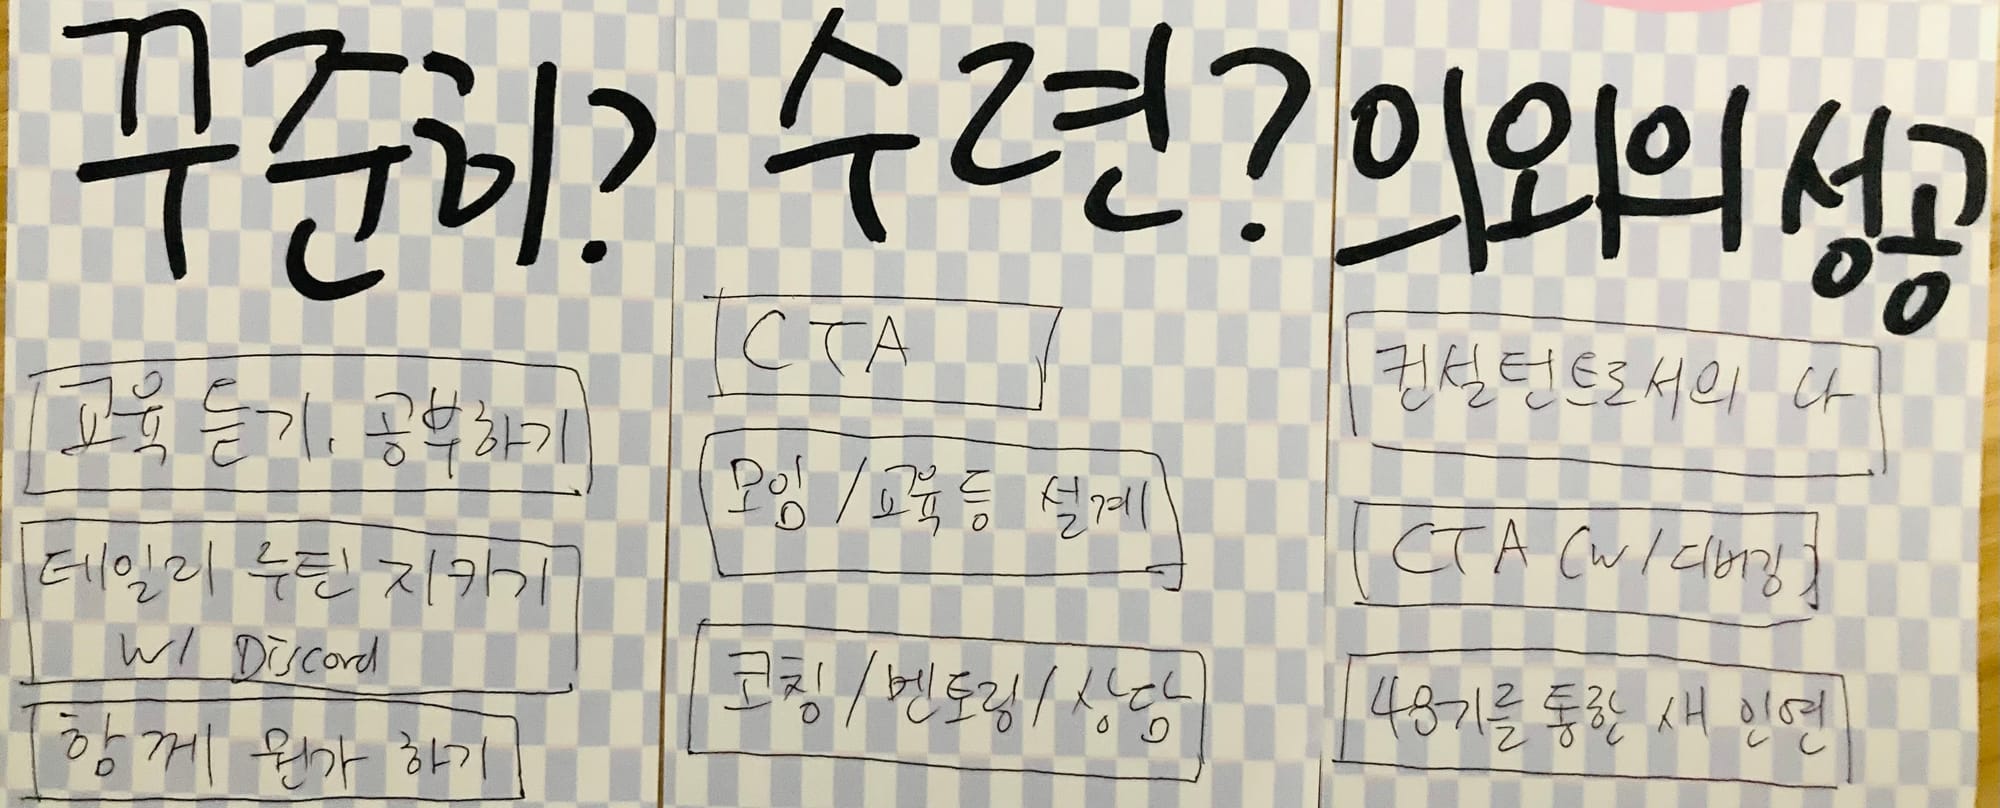 꾸준히?
교육 듣기, 공부하기
데일리 루틴 지키기
w/ Discord
함께 뭔가 하기
수련?
CTA
모임/교육 등 설계
코칭/멘토링/상담
의외의 성공
컨설턴트로서의 나
CTA (w/디버깅)
48기를 통한 새 인연